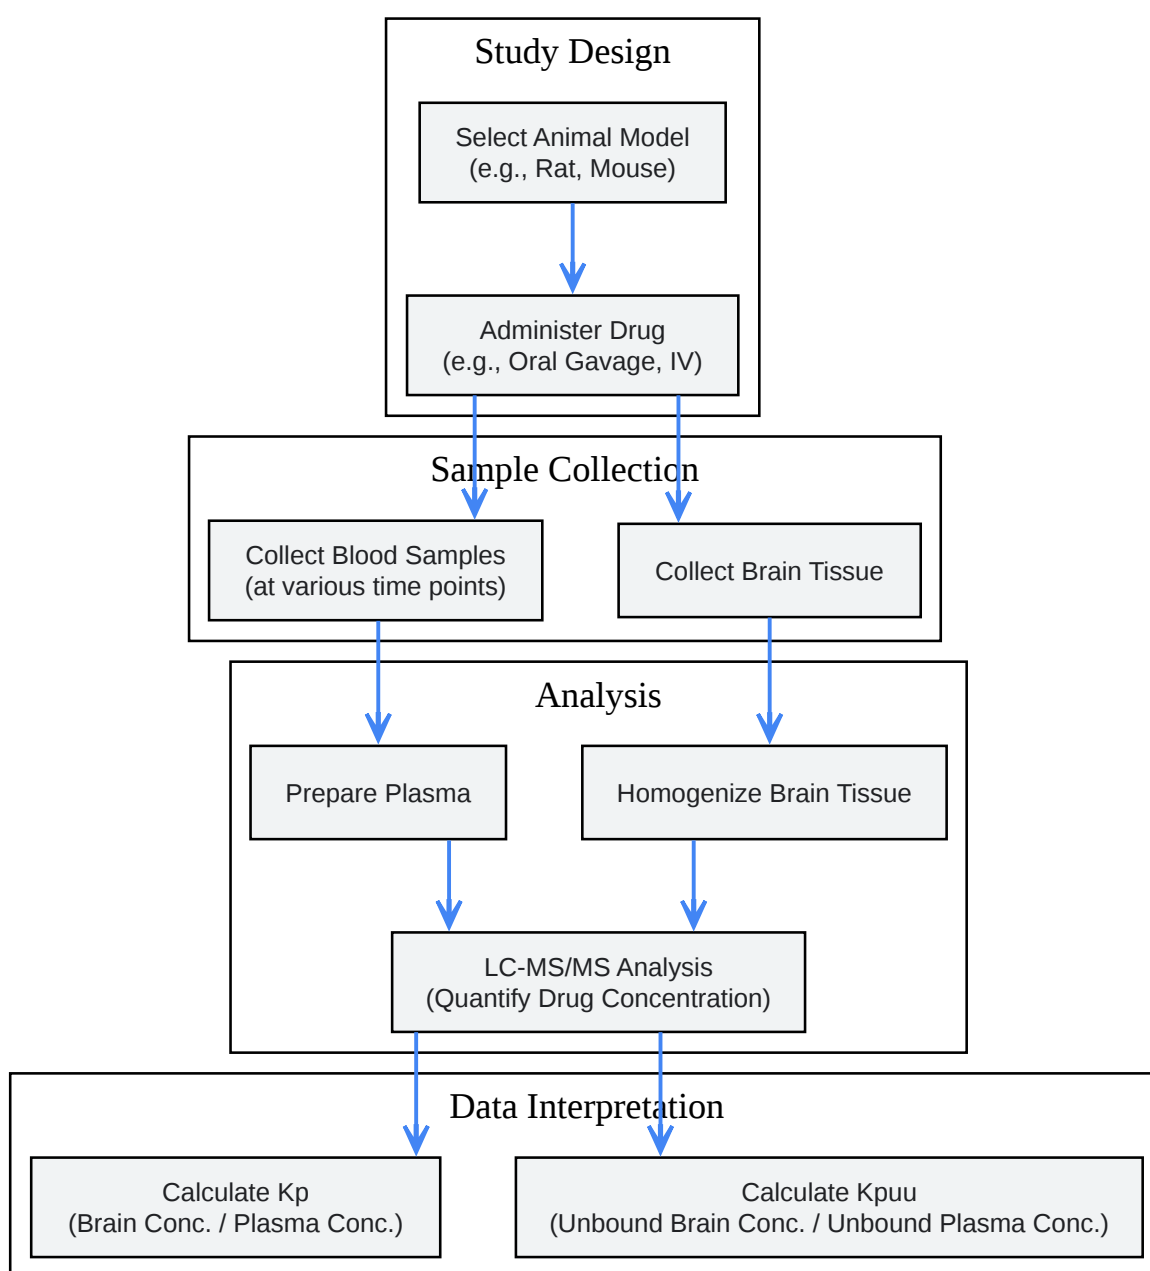 Study Design
Select Animal Model
(e.g., Rat, Mouse)
Administer Drug
(e.g., Oral Gavage, IV)
Sample Collection
Collect Blood Samples
(at various time points)
Collect Brain Tissue
Analysis
Prepare Plasma
Homogenize Brain Tissue
LC-MS/MS Analysis
(Quantify Drug Concentration)
Data Interpretation
Calculate Kp
(Brain Conc. / Plasma Conc.)
Calculate Kpuu
(Unbound Brain Conc. / Unbound Plasma Conc.)